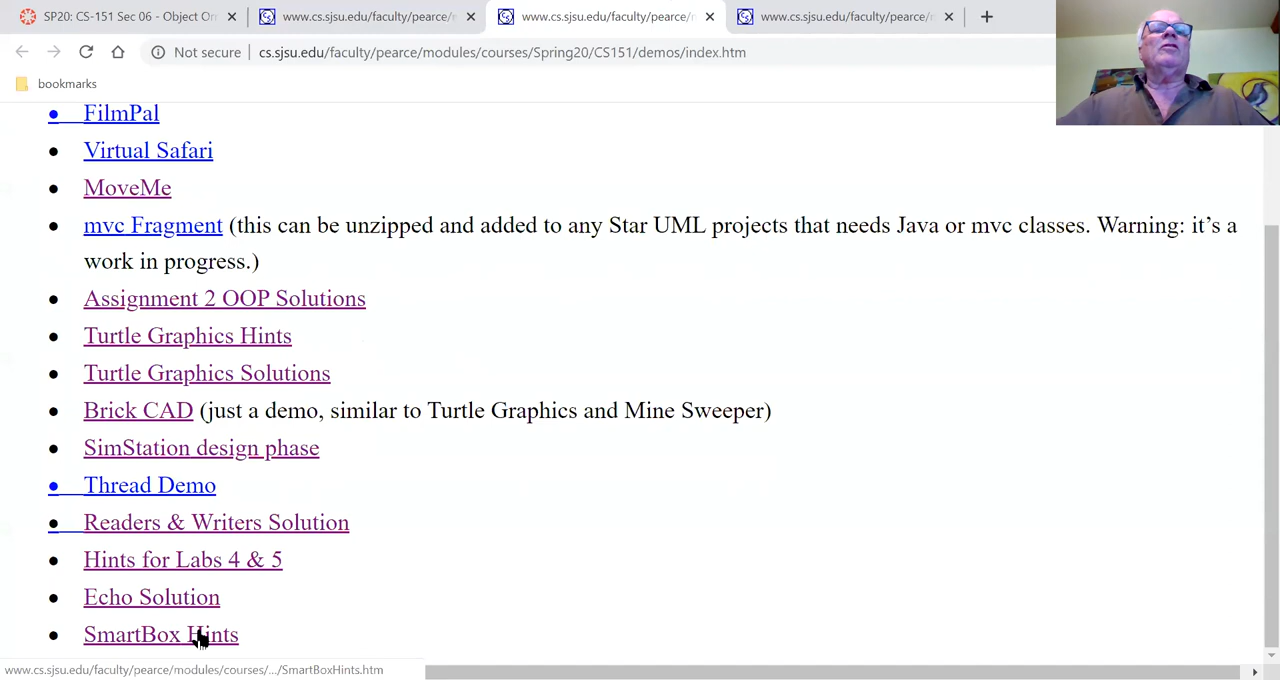 SP20: CS-151 Sec 06 - Object Or
www.cs.sjsu.edu/faculty/pearce/m
www.cs.sjsu.edu/faculty/pearce/m
www.cs.sjsu.edu/faculty/pearce/m
Not secure
cs.sjsu.edu/faculty/pearce/modules/courses/Spring20/CS151/demos/index.htm
bookmarks
• FilmPal
• Virtual Safari
• MoveMe
• mvc Fragment (this can be unzipped and added to any Star UML projects that needs Java or mvc classes. Warning: it’s a
work in progress.)
• Assignment 2 OOP Solutions
• Turtle Graphics Hints
• Turtle Graphics Solutions
• Brick CAD (just a demo, similar to Turtle Graphics and Mine Sweeper)
• SimStation design phase
• Thread Demo
• Readers & Writers Solution
• Hints for Labs 4 & 5
• Echo Solution
• SmartBox Hints
www.cs.sjsu.edu/faculty/pearce/modules/courses/.../SmartBoxHints.htm